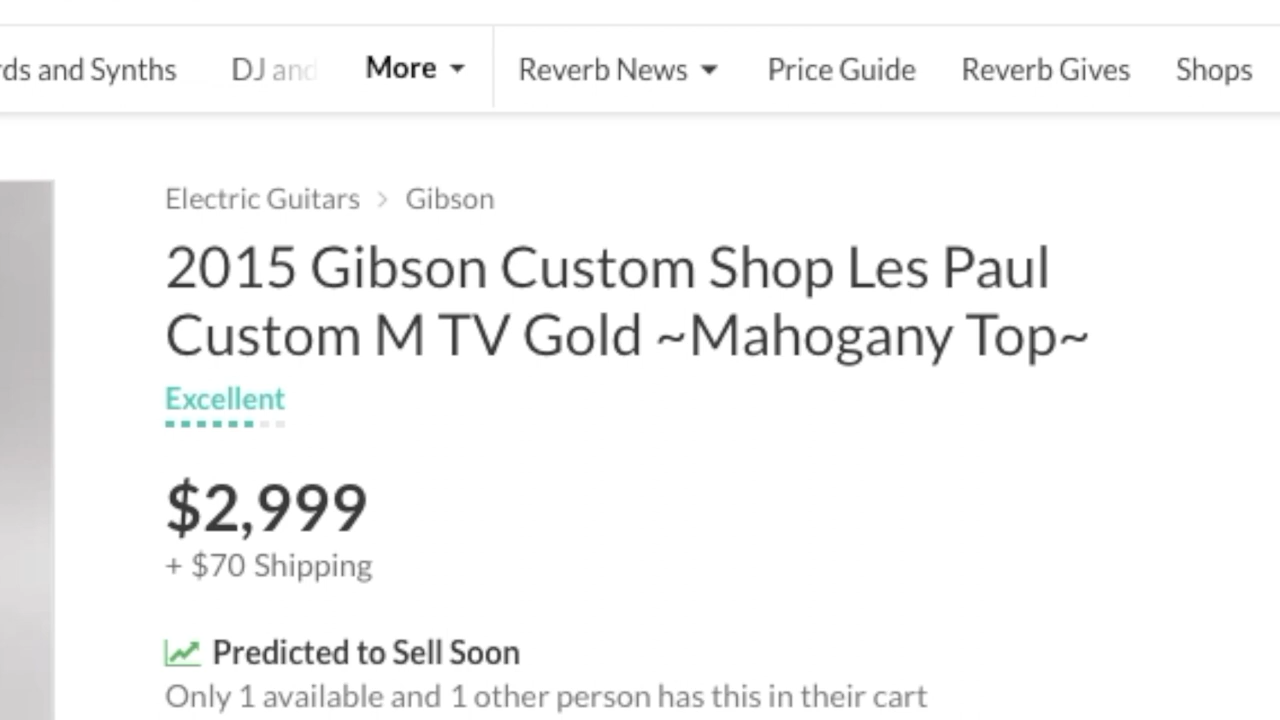 and Synths DJ and More Reverb News Price Guide Reverb Gives Shops
Electric Guitars > Gibson
2015 Gibson Custom Shop Les Paul
Custom M TV Gold ~Mahogany Top~
Excellent
$2,999
+ $70 Shipping
Predicted to Sell Soon
Only 1 available and 1 other person has this in their cart